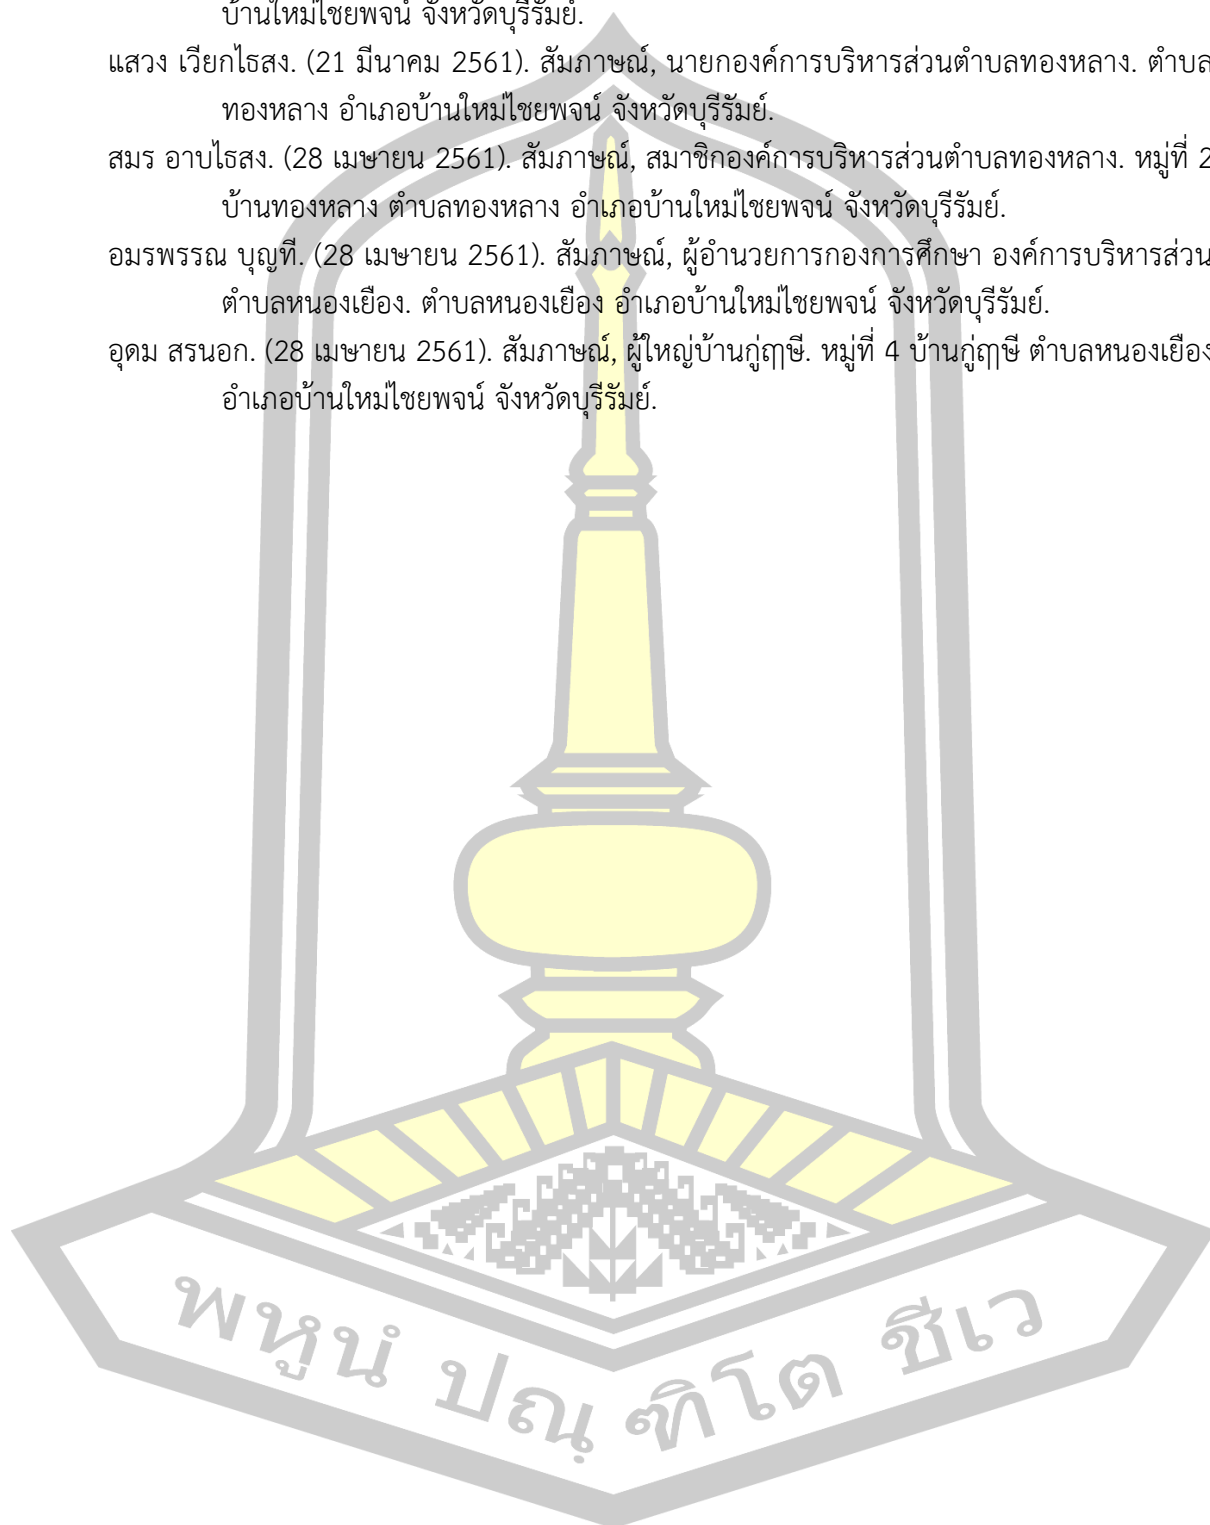 บ้านใหม่ไชยพจน์ จังหวัดบุรีรัมย์.
แสวง เวียกไธสง. (21 มีนาคม 2561). สัมภาษณ์, นายกองค์การบริหารส่วนตำบลทองหลาง. ตำบล
ทองหลาง อำเภอบ้านใหม่ไชยพจน์ จังหวัดบุรีรัมย์.
สมร อาบไธสง. (28 เมษายน 2561). สัมภาษณ์, สมาชิกองค์การบริหารส่วนตำบลทองหลาง. หมู่ที่ 2
บ้านทองหลาง ตำบลทองหลาง อำเภอบ้านใหม่ไชยพจน์ จังหวัดบุรีรัมย์.
อมรพรรณ บุญที. (28 เมษายน 2561). สัมภาษณ์, ผู้อำนวยการกองการศึกษา องค์การบริหารส่วน
ตำบลหนองเยือง. ตำบลหนองเยือง อำเภอบ้านใหม่ไชยพจน์ จังหวัดบุรีรัมย์.
อุดม สรนอก. (28 เมษายน 2561). สัมภาษณ์, ผู้ใหญ่บ้านกู่ฤๅษี. หมู่ที่ 4 บ้านกู่ฤๅษี ตำบลหนองเยือง
อำเภอบ้านใหม่ไชยพจน์ จังหวัดบุรีรัมย์.
พหูนํ ปณฺ ฑิโต ชีเว